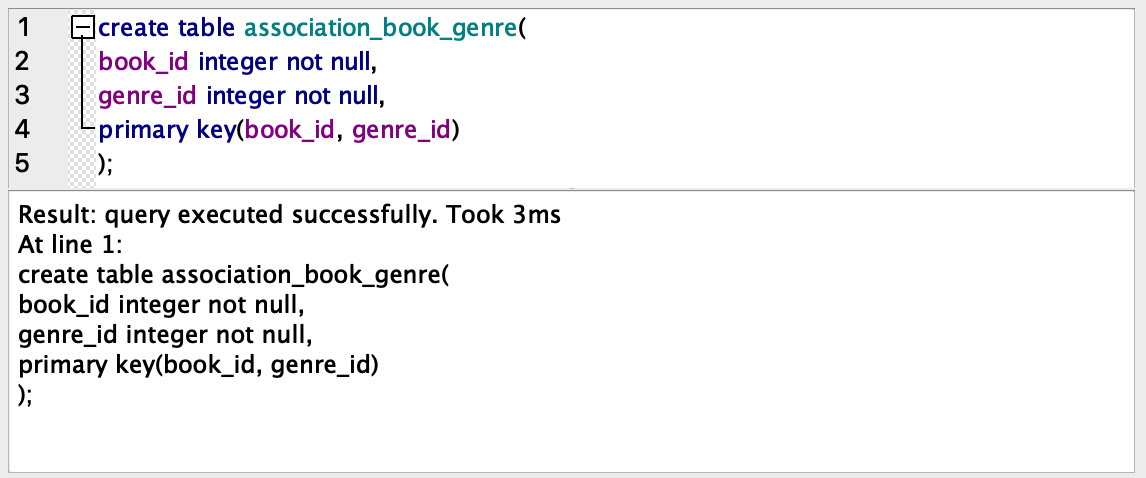 1 create table association_book_genre(
2 book_id integer not null,
3 genre_id integer not null,
4 primary key(book_id, genre_id)
5 );
Result: query executed successfully. Took 3ms
At line 1:
create table association_book_genre(
book_id integer not null,
genre_id integer not null,
primary key(book_id, genre_id)
);